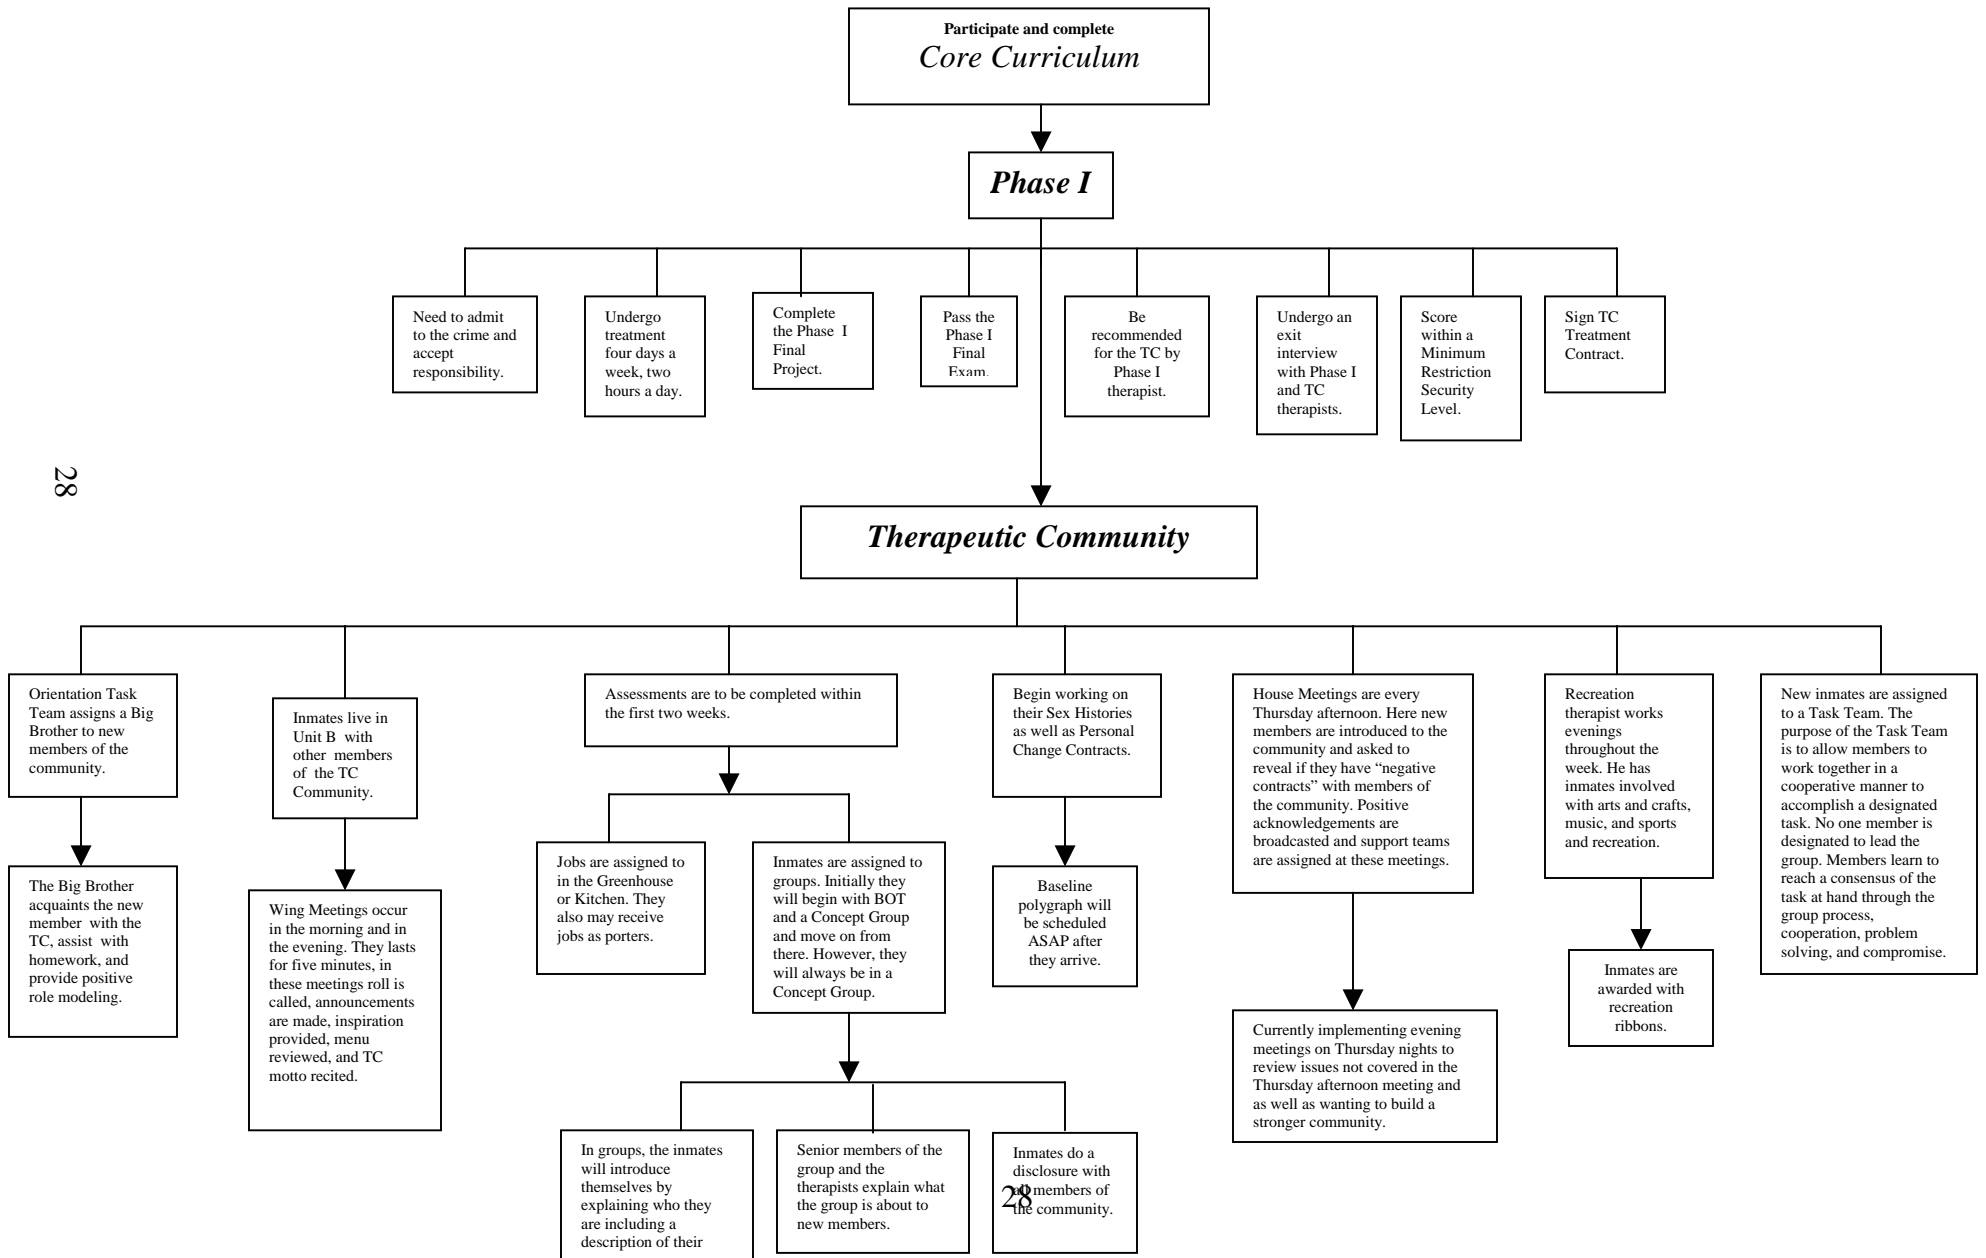 Participate and complete
Core Curriculum
Phase I
Need to admit
to the crime and
accept
responsibility.
Undergo
treatment
four days a
week, two
hours a day.
Complete
the Phase I
Final
Project.
Pass the
Phase I
Final
Exam.
Be
recommended
for the TC by
Phase I
therapist.
Undergo an
exit
interview
with Phase I
and TC
therapists.
Score
within a
Minimum
Restriction
Security
Level.
Sign TC
Treatment
Contract.
28
Therapeutic Community
Orientation Task
Team assigns a Big
Brother to new
members of the
community.
The Big Brother
acquaints the new
member with the
TC, assist with
homework, and
provide positive
role modeling.
Inmates live in
Unit B with
other members
of the TC
Community.
Wing Meetings occur
in the morning and in
the evening. They lasts
for five minutes, in
these meetings roll is
called, announcements
are made, inspiration
provided, menu
reviewed, and TC
motto recited.
Assessments are to be completed within
the first two weeks.
Jobs are assigned to
in the Greenhouse
or Kitchen. They
also may receive
jobs as porters.
Inmates are assigned to
groups. Initially they
will begin with BOT
and a Concept Group
and move on from
there. However, they
will always be in a
Concept Group.
In groups, the inmates
will introduce
themselves by
explaining who they
are including a
description of their
Senior members of the
group and the
therapists explain what
the group is about to
new members.
Inmates do a
disclosure with
all members of
the community.
28
Begin working on
their Sex Histories
as well as Personal
Change Contracts.
Baseline
polygraph will
be scheduled
ASAP after
they arrive.
House Meetings are every
Thursday afternoon. Here new
members are introduced to the
community and asked to
reveal if they have “negative
contracts” with members of
the community. Positive
acknowledgements are
broadcasted and support teams
are assigned at these meetings.
Currently implementing evening
meetings on Thursday nights to
review issues not covered in the
Thursday afternoon meeting and
as well as wanting to build a
stronger community.
Recreation
therapist works
evenings
throughout the
week. He has
inmates involved
with arts and crafts,
music, and sports
and recreation.
Inmates are
awarded with
recreation
ribbons.
New inmates are assigned
to a Task Team. The
purpose of the Task Team
is to allow members to
work together in a
cooperative manner to
accomplish a designated
task. No one member is
designated to lead the
group. Members learn to
reach a consensus of the
task at hand through the
group process,
cooperation, problem
solving, and compromise.